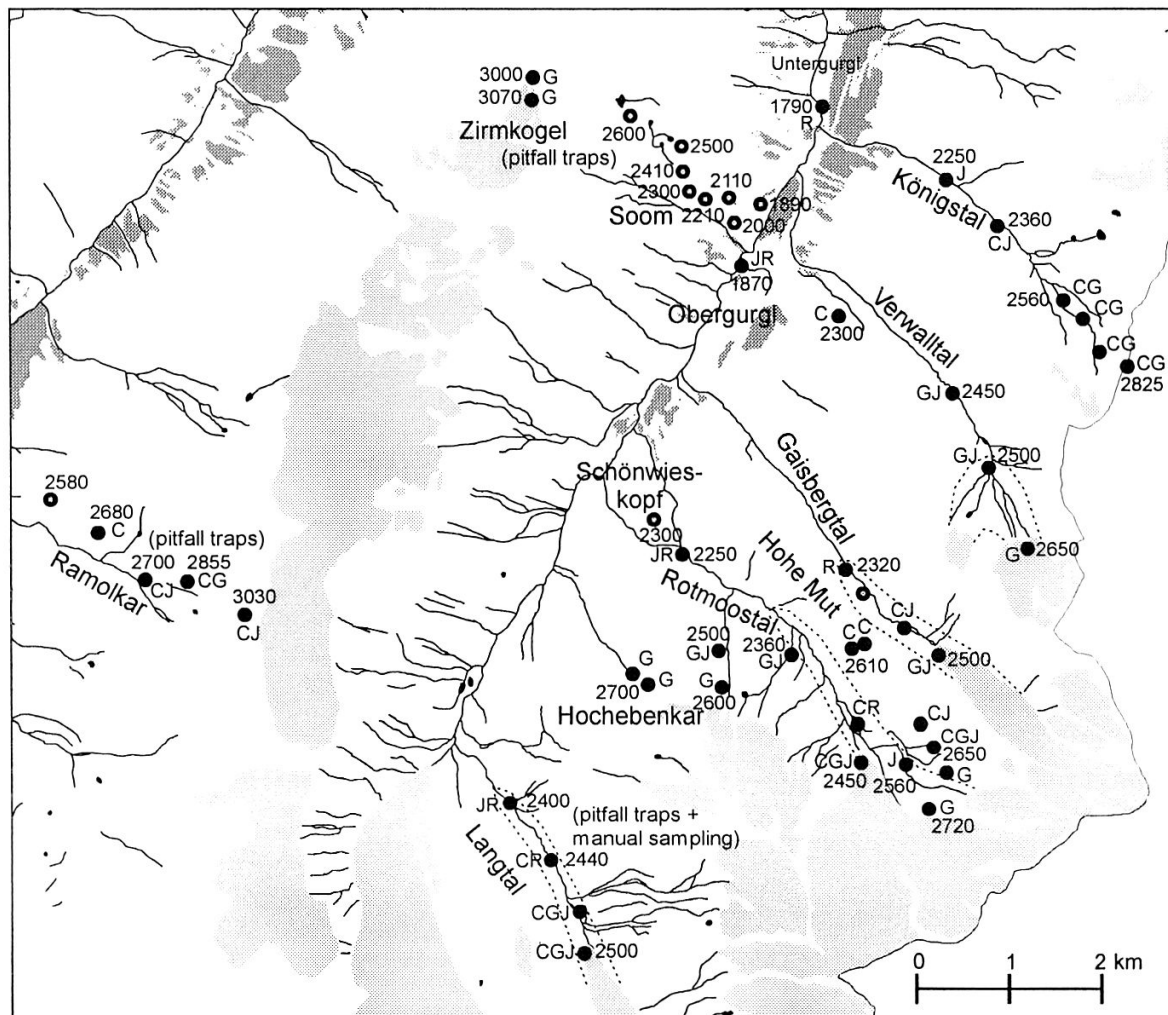 Untergurgl
3000 G
3070 G
Zirmkogel
(pitfall traps)
2600
2500
2410
2300
2210
2110
1890
2000
Soom
1790
R
2250
J
Königstal
2360
CJ
CG
2560
CG
CG
CG
2825
JR
1870
Obergurgl
C
2300
Verwalltal
GJ 2450
GJ 2500
G 2650
Schönwies-
kopf
2300
JR 2250
Gaisbergtal
R 2320
Hohe Mut
CJ
C C
2610
GJ 2500
Rotmoostal
2500
GJ
2360
GJ
G
2600
G
2700 G
Hochebenkar
CR
CJ
CGJ
2650
CGJ
2450
J
2560
G
G
2720
2580
2680
C
(pitfall traps)
2700
CJ
2855
CG
3030
CJ
Ramolkar
JR 2400
(pitfall traps +
manual sampling)
CR 2440
Langtal
CGJ
CGJ 2500
0 1 2 km